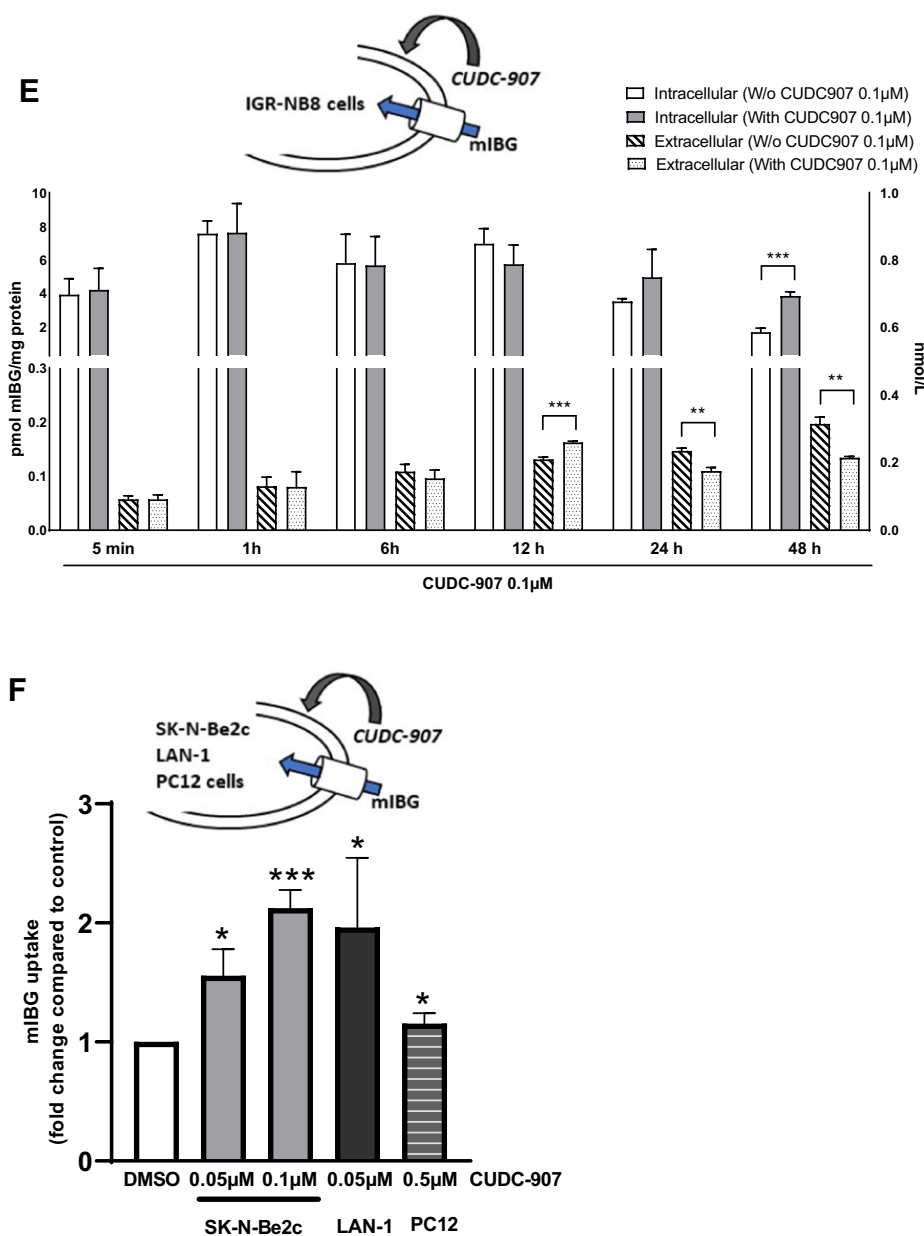 E
CUDC-907
IGR-NB8 cells
mIBG
Intracellular (W/o CUDC907 0.1µM)
Intracellular (With CUDC907 0.1µM)
Extracellular (W/o CUDC907 0.1µM)
Extracellular (With CUDC907 0.1µM)
pmol mIBG/mg protein
10
8
6
4
2
0.3
0.2
0.1
0.0
1.0
0.8
0.6
0.4
0.2
0.0
nmol/L
***
**
***
**
5 min 1h 6h 12 h 24 h 48 h
CUDC-907 0.1µM
F
SK-N-Be2c
LAN-1
PC12 cells
CUDC-907
mIBG
mIBG uptake
(fold change compared to control)
3
2
1
0
*
***
*
*
DMSO 0.05µM 0.1µM 0.05µM 0.5µM CUDC-907
SK-N-Be2c LAN-1 PC12